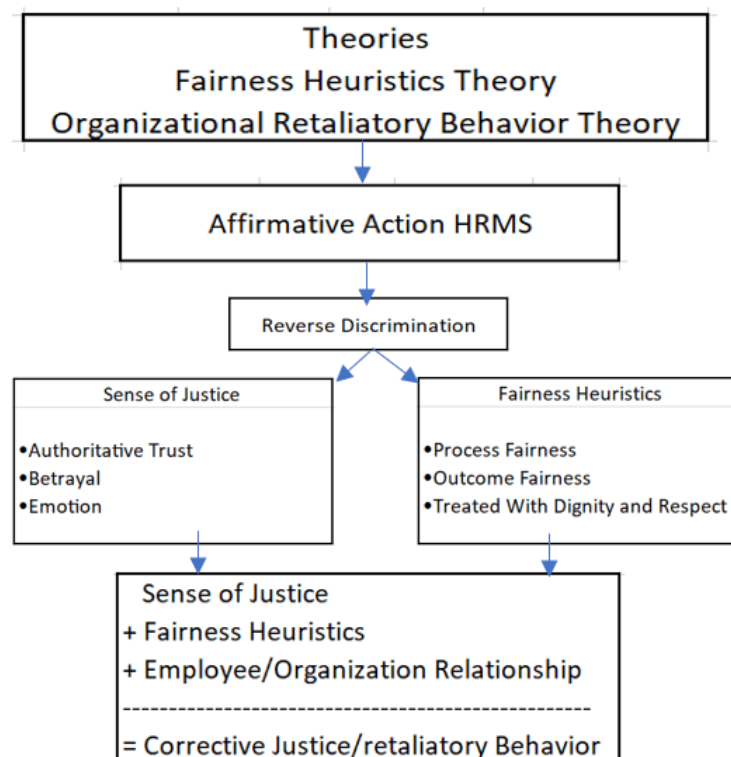 Theories
Fairness Heuristics Theory
Organizational Retaliatory Behavior Theory
Affirmative Action HRMS
Reverse Discrimination
Sense of Justice
•Authoritative Trust
•Betrayal
•Emotion
Fairness Heuristics
•Process Fairness
•Outcome Fairness
•Treated With Dignity and Respect
Sense of Justice
+ Fairness Heuristics
+ Employee/Organization Relationship
--------------------------------------------------
= Corrective Justice/retaliatory Behavior